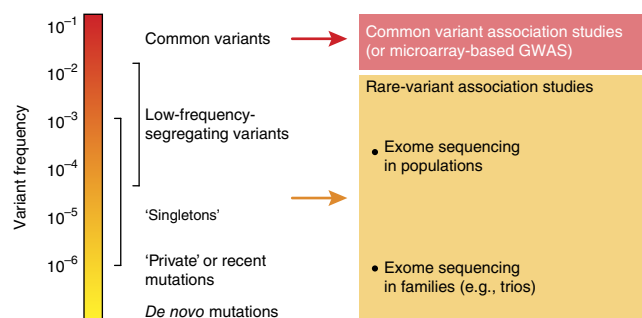 Variant frequency
10⁻¹
10⁻²
10⁻³
10⁻⁴
10⁻⁵
10⁻⁶
Common variants
Low-frequency-
segregating variants
‘Singletons’
‘Private’ or recent
mutations
De novo mutations
Common variant association studies
(or microarray-based GWAS)
Rare-variant association studies
• Exome sequencing
in populations
• Exome sequencing
in families (e.g., trios)